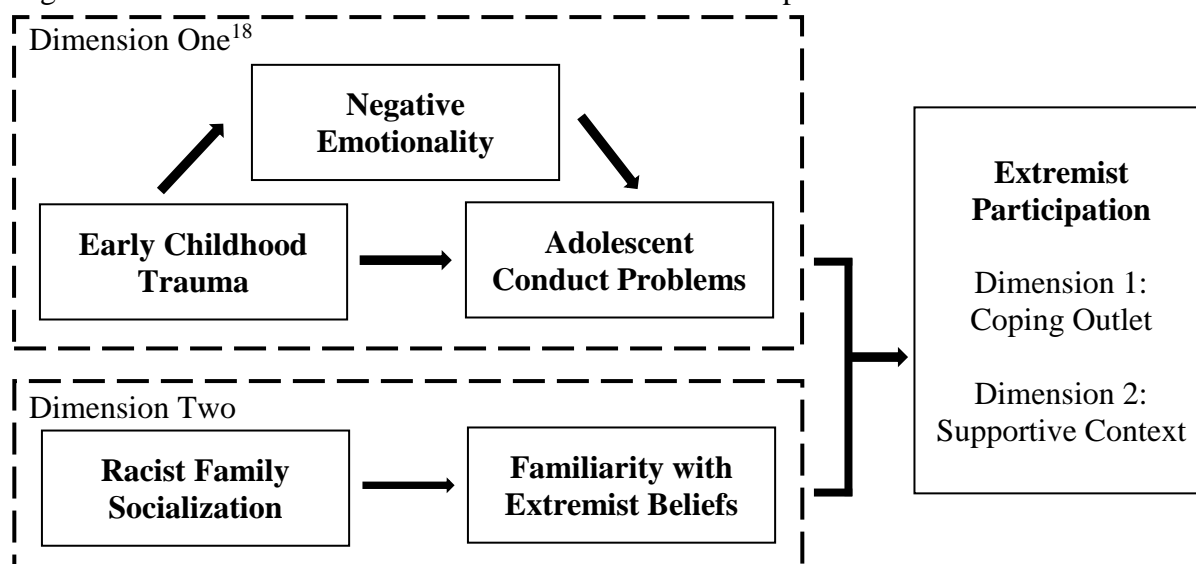 Dimension One18
Negative
Emotionality
Early Childhood
Trauma
Adolescent
Conduct Problems
Dimension Two
Racist Family
Socialization
Familiarity with
Extremist Beliefs
Extremist
Participation
Dimension 1:
Coping Outlet
Dimension 2:
Supportive Context